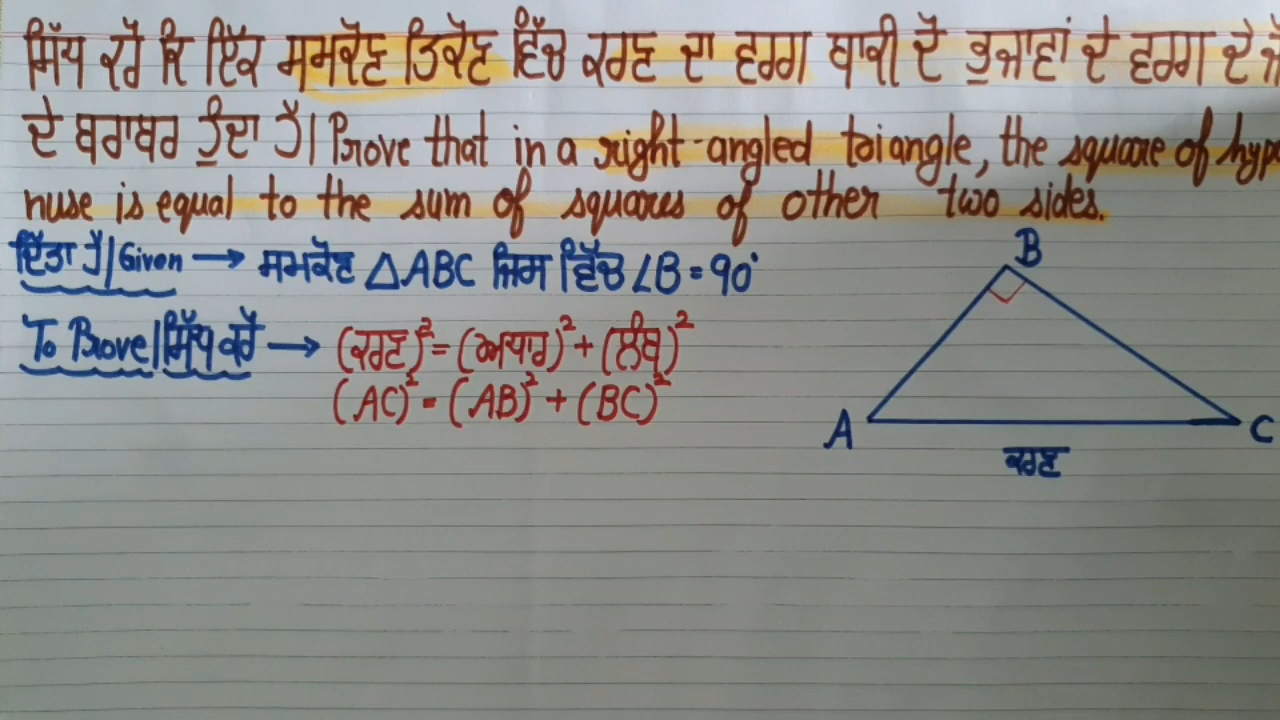 ਸਿੱਧ ਕਰੋ ਕਿ ਇੱਕ ਸਮਕੋਣ ਤਿਕੋਣ ਵਿੱਚ ਕਰਣ ਦਾ ਵਰਗ ਬਾਕੀ ਦੋ ਭੁਜਾਵਾਂ ਦੇ ਵਰਗ ਦੇ
ਦੇ ਬਰਾਬਰ ਹੁੰਦਾ ਹੈ। Prove that in a right-angled triangle, the square of hypo
nuse is equal to the sum of squares of other two sides.
ਦਿੱਤਾ ਹੈ/Given → ਸਮਕੋਣ △ABC ਜਿਸ ਵਿੱਚ ∠B = 90°
To Prove/ਸਿੱਧ ਕਰੋ → (ਕਰਣ)² = (ਅਧਾਰ)² + (ਲੰਬ)²
(AC)² = (AB)² + (BC)²
B
A
C
ਕਰਣ